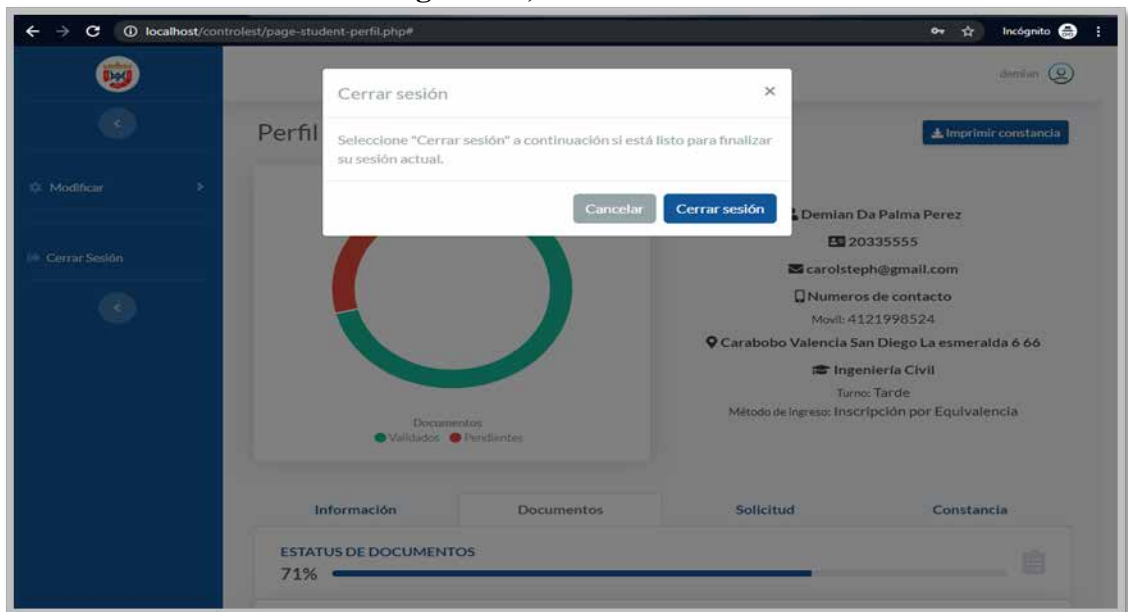 localhost/controlest/page-student-perfil.php#
Incógnito
demian
Cerrar sesión
×
Seleccione "Cerrar sesión" a continuación si está listo para finalizar
su sesión actual.
Cancelar
Cerrar sesión
Perfil
Imprimir constancia
Modificar
Cerrar Sesión
Demian Da Palma Perez
20335555
carolsteph@gmail.com
Numeros de contacto
Movil: 4121998524
Carabobo Valencia San Diego La esmeralda 6 66
Ingeniería Civil
Turno: Tarde
Método de ingreso: Inscripción por Equivalencia
Documentos
Validados Pendientes
Información Documentos Solicitud Constancia
ESTATUS DE DOCUMENTOS
71%